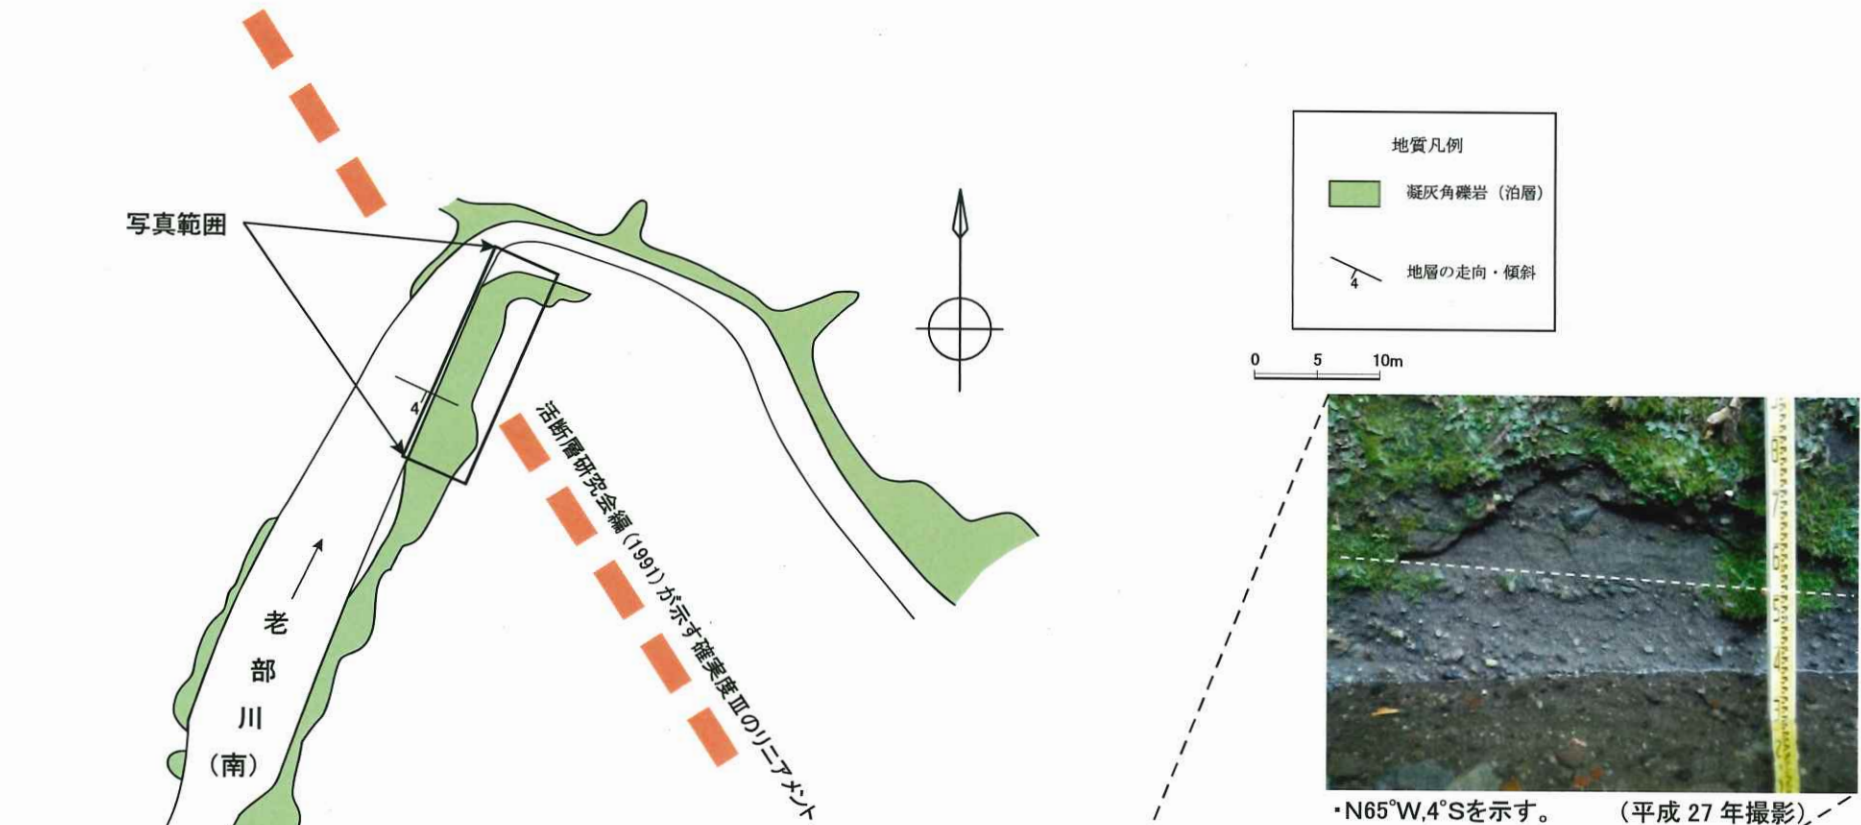 写真範囲
4
老部川(南)
活断層研究会編(1991)が示す確実度Ⅲのリニアメント
地質凡例
凝灰角礫岩(泊層)
地層の走向・傾斜
4
0 5 10m
・N65°W,4°Sを示す。 (平成27年撮影)